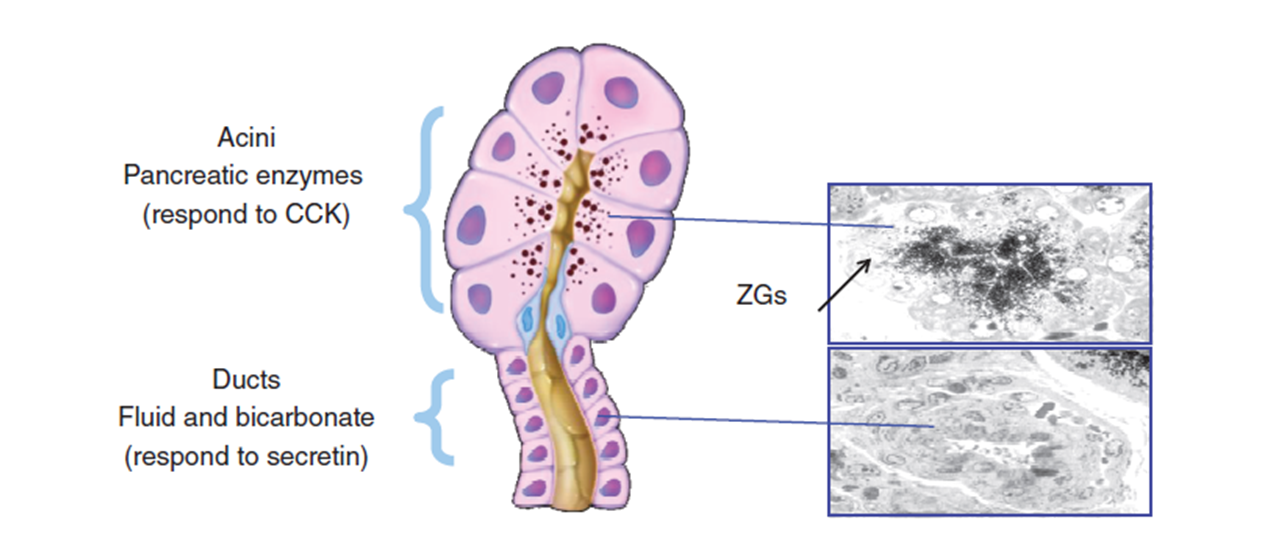 Acini
Pancreatic enzymes
(respond to CCK)
ZGs
Ducts
Fluid and bicarbonate
(respond to secretin)